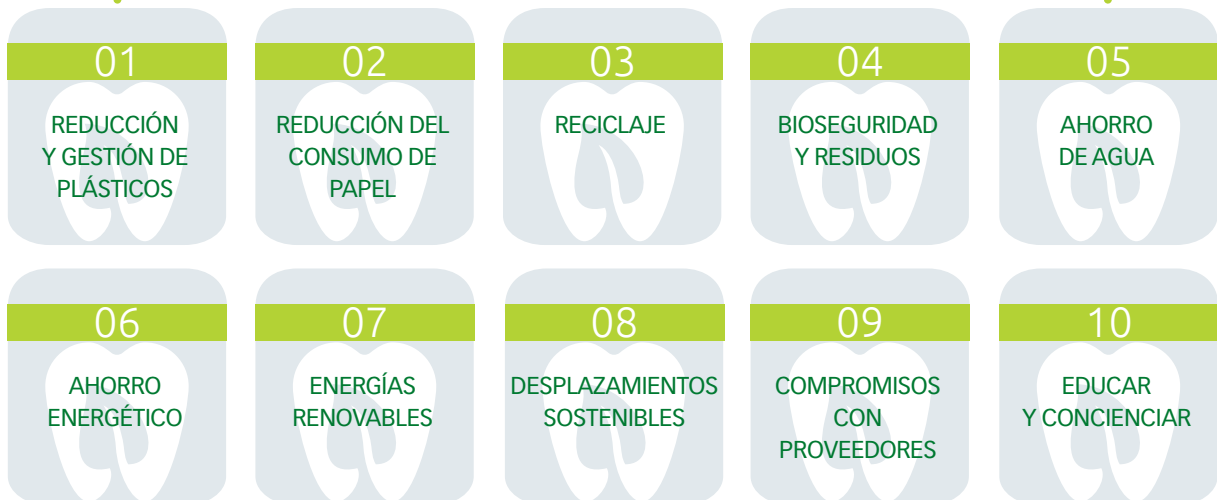 01
REDUCCIÓN
Y GESTIÓN DE
PLÁSTICOS
02
REDUCCIÓN DEL
CONSUMO DE
PAPEL
03
RECICLAJE
04
BIOSEGURIDAD
Y RESIDUOS
05
AHORRO
DE AGUA
06
AHORRO
ENERGÉTICO
07
ENERGÍAS
RENOVABLES
08
DESPLAZAMIENTOS
SOSTENIBLES
09
COMPROMISOS
CON
PROVEEDORES
10
EDUCAR
Y CONCIENCIAR